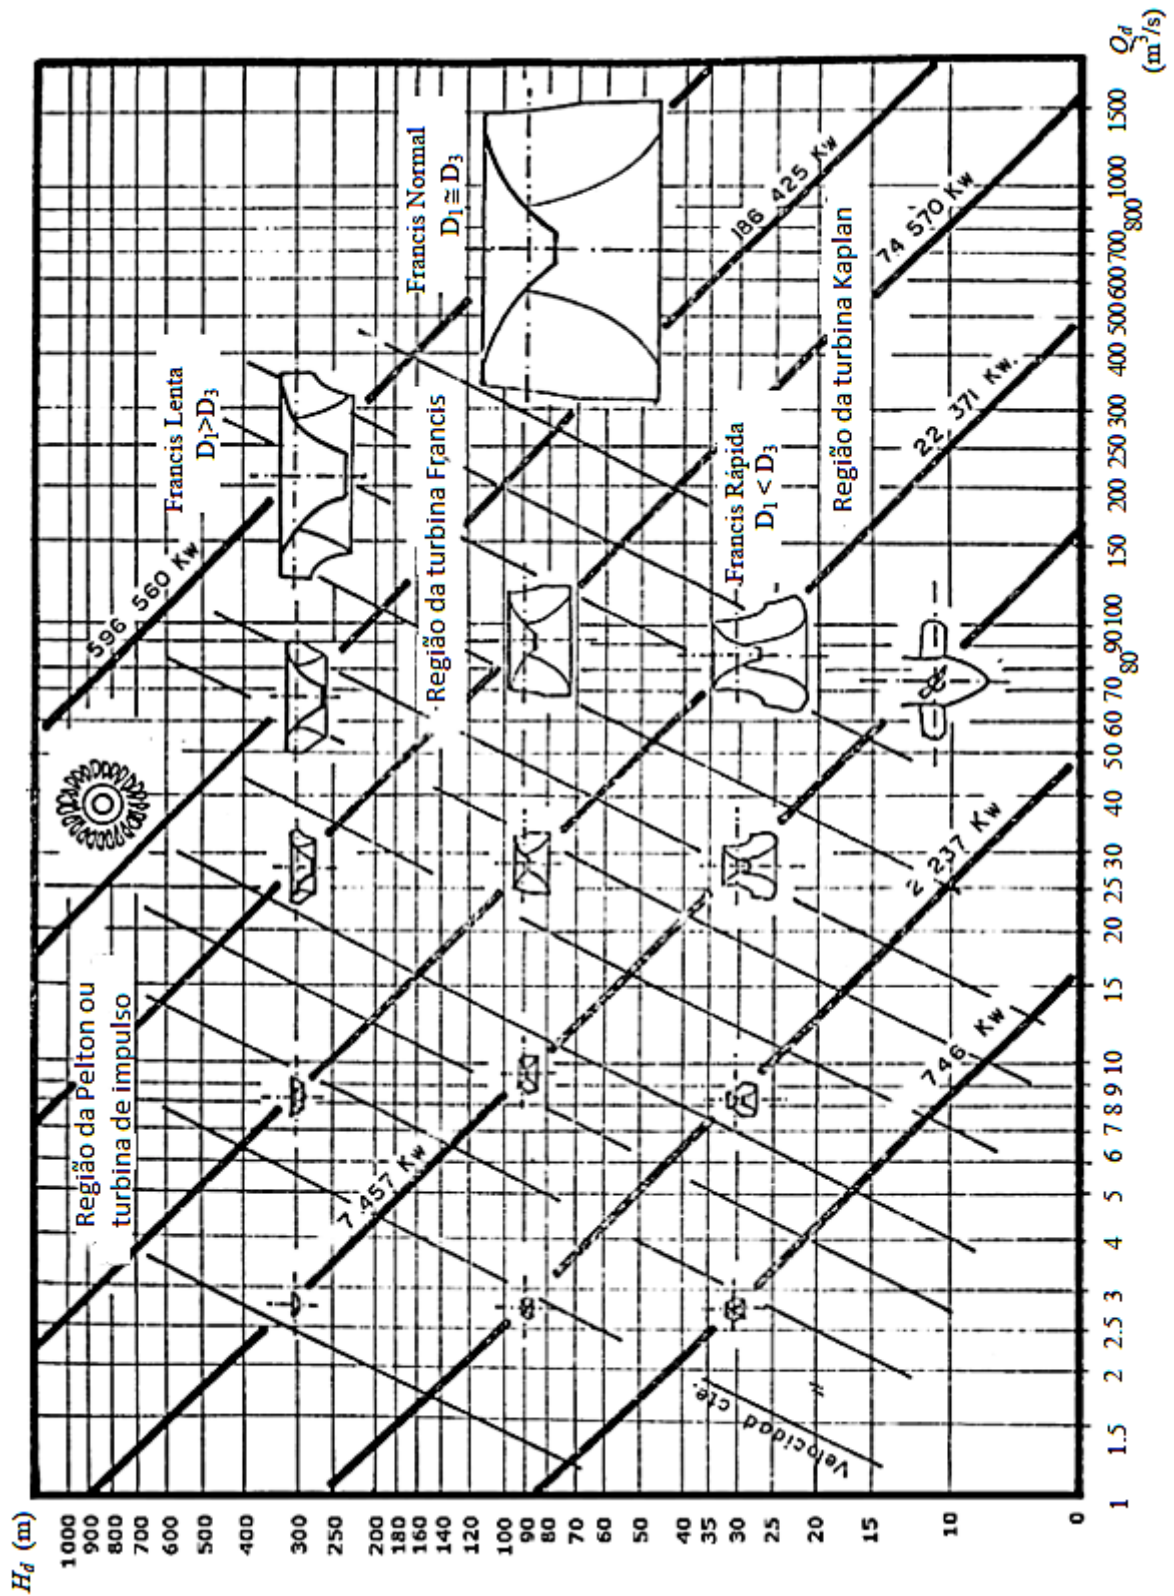 H_d (m)
1000
900
800
700
500
400
300
250
200
180
160
140
120
100
90
80
70
60
50
40
35
30
25
20
15
10
0
Região da Pelton ou
turbina de impulso
596 560 Kw
Francis Lenta
D₁>D₃
Francis Normal
D₁≅D₃
Região da turbina Francis
7.457 Kw
186 425 Kw
Francis Rápida
D₁ < D₃
Região da turbina Kaplan
74 570 Kw
22 371 Kw.
2 237 Kw
746 Kw
Velocidad cte.
1 1.5 2 2.5 3 4 5 6 7 8 9 10 15 20 25 30 40 50 60 70 80 90 100 150 200 250 300 400 500 600 700 800 1000 1500
Q_d
(m³/s)